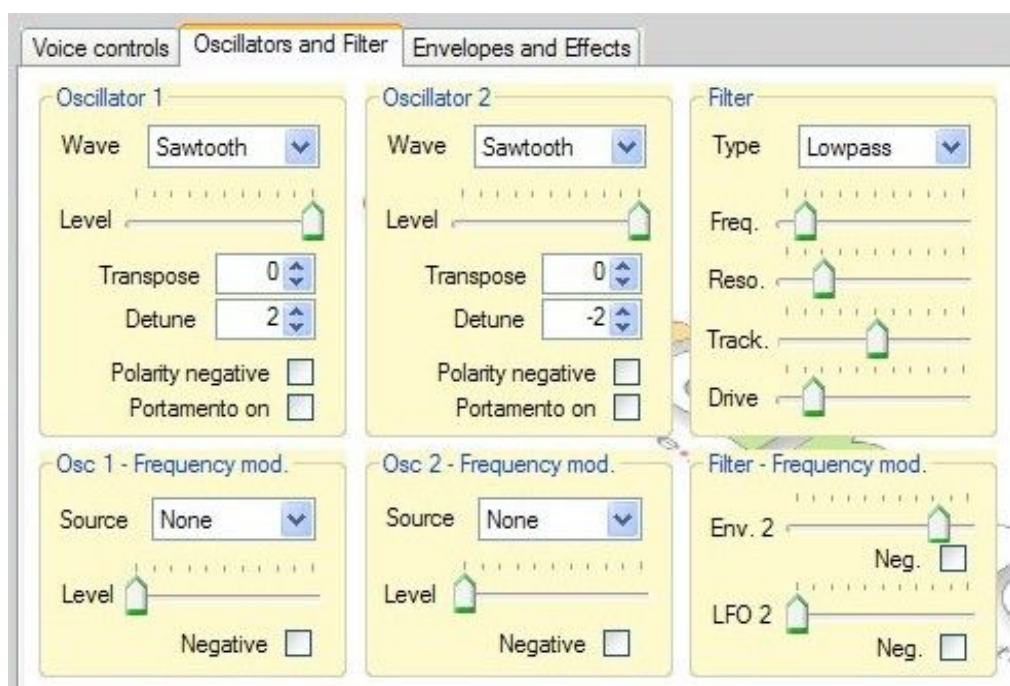 Voice controls
Oscillators and Filter
Envelopes and Effects
Oscillator 1
Wave Sawtooth
Level
Transpose 0
Detune 2
Polarity negative
Portamento on
Oscillator 2
Wave Sawtooth
Level
Transpose 0
Detune -2
Polarity negative
Portamento on
Filter
Type Lowpass
Freq.
Reso.
Track.
Drive
Osc 1 - Frequency mod.
Source None
Level
Negative
Osc 2 - Frequency mod.
Source None
Level
Negative
Filter - Frequency mod.
Env. 2
Neg.
LFO 2
Neg.